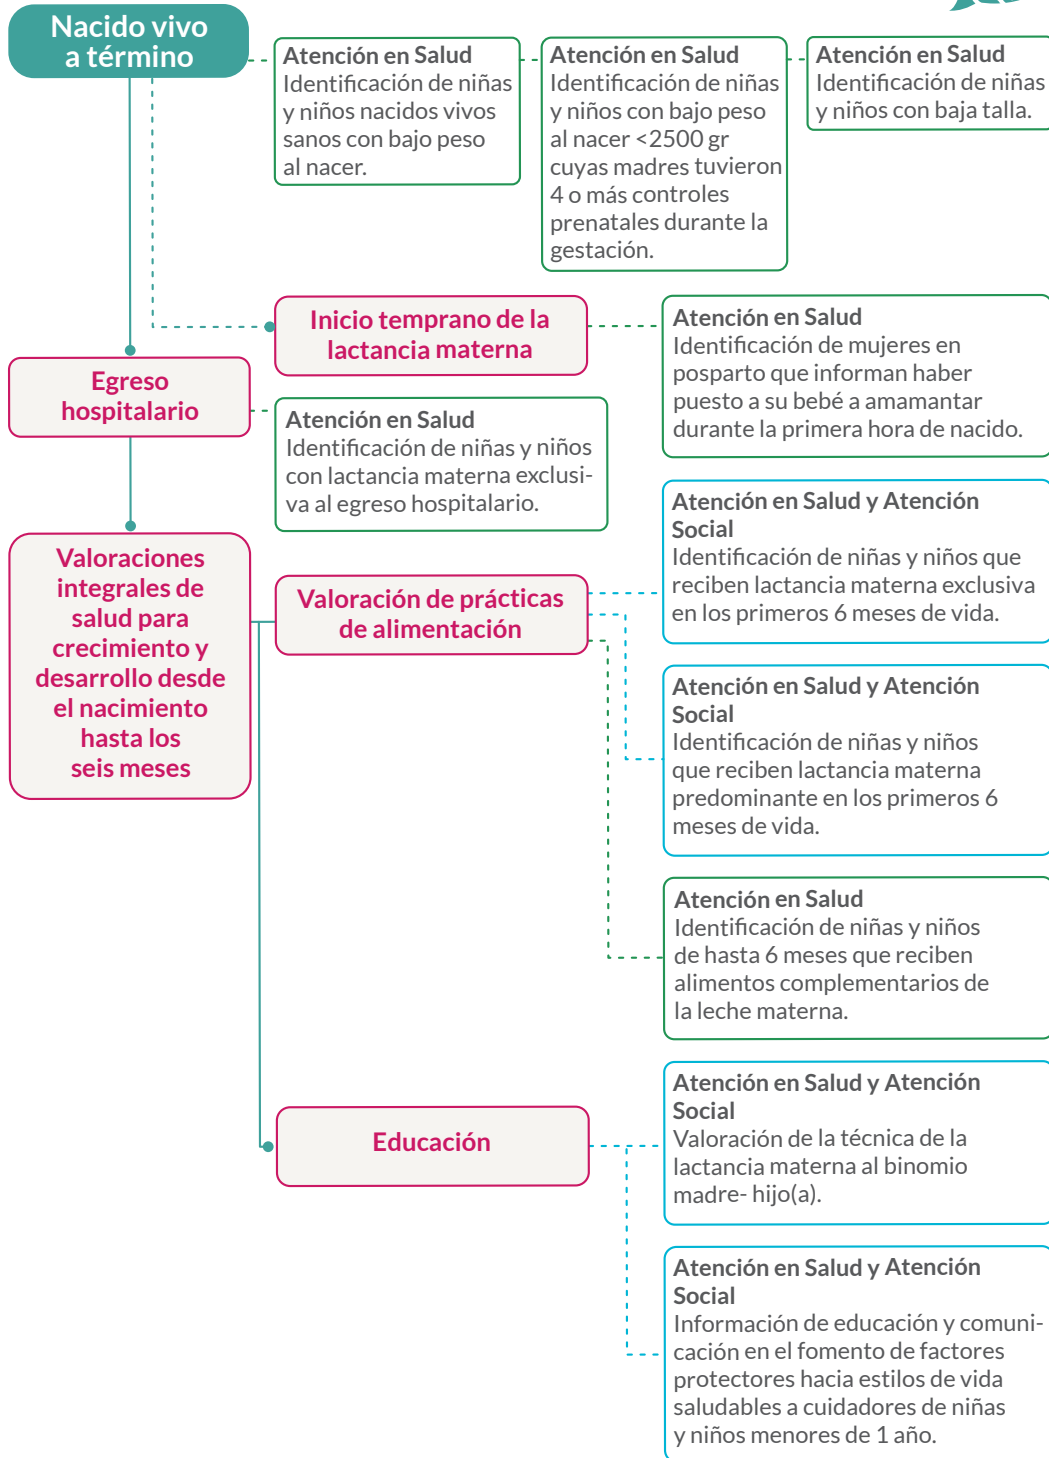 Nacido vivo
a término
Atención en Salud
Identificación de niñas
y niños nacidos vivos
sanos con bajo peso
al nacer.
Atención en Salud
Identificación de niñas
y niños con bajo peso
al nacer <2500 gr
cuyas madres tuvieron
4 o más controles
prenatales durante la
gestación.
Atención en Salud
Identificación de niñas
y niños con baja talla.
Inicio temprano de la
lactancia materna
Atención en Salud
Identificación de mujeres en
posparto que informan haber
puesto a su bebé a amamantar
durante la primera hora de nacido.
Egreso
hospitalario
Atención en Salud
Identificación de niñas y niños
con lactancia materna exclusi-
va al egreso hospitalario.
Valoraciones
integrales de
salud para
crecimiento y
desarrollo desde
el nacimiento
hasta los
seis meses
Valoración de prácticas
de alimentación
Atención en Salud y Atención
Social
Identificación de niñas y niños que
reciben lactancia materna exclusiva
en los primeros 6 meses de vida.
Atención en Salud y Atención
Social
Identificación de niñas y niños
que reciben lactancia materna
predominante en los primeros 6
meses de vida.
Atención en Salud
Identificación de niñas y niños
de hasta 6 meses que reciben
alimentos complementarios de
la leche materna.
Educación
Atención en Salud y Atención
Social
Valoración de la técnica de la
lactancia materna al binomio
madre- hijo(a).
Atención en Salud y Atención
Social
Información de educación y comuni-
cación en el fomento de factores
protectores hacia estilos de vida
saludables a cuidadores de niñas
y niños menores de 1 año.